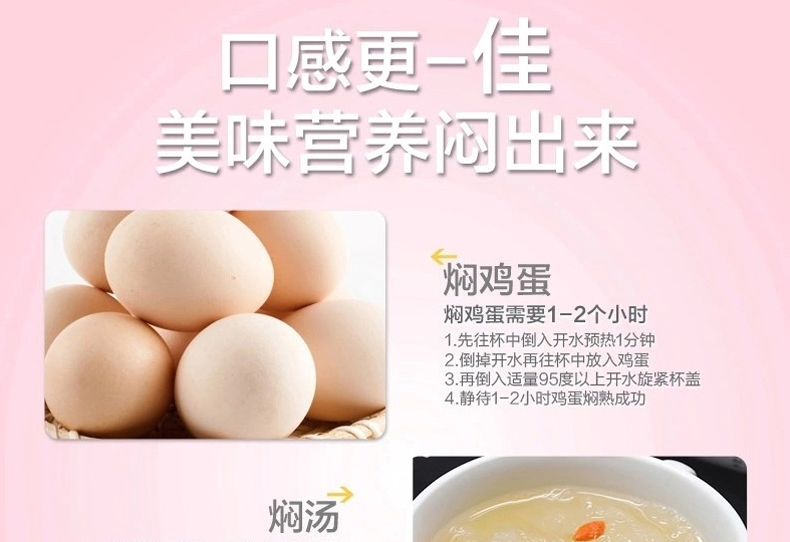 口感更-佳
美味营养闷出来
焖鸡蛋
焖鸡蛋需要1-2个小时
1.先往杯中倒入开水预热1分钟
2.倒掉开水再往杯中放入鸡蛋
3.再倒入适量95度以上开水旋紧杯盖
4.静待1-2小时鸡蛋焖熟成功
焖汤